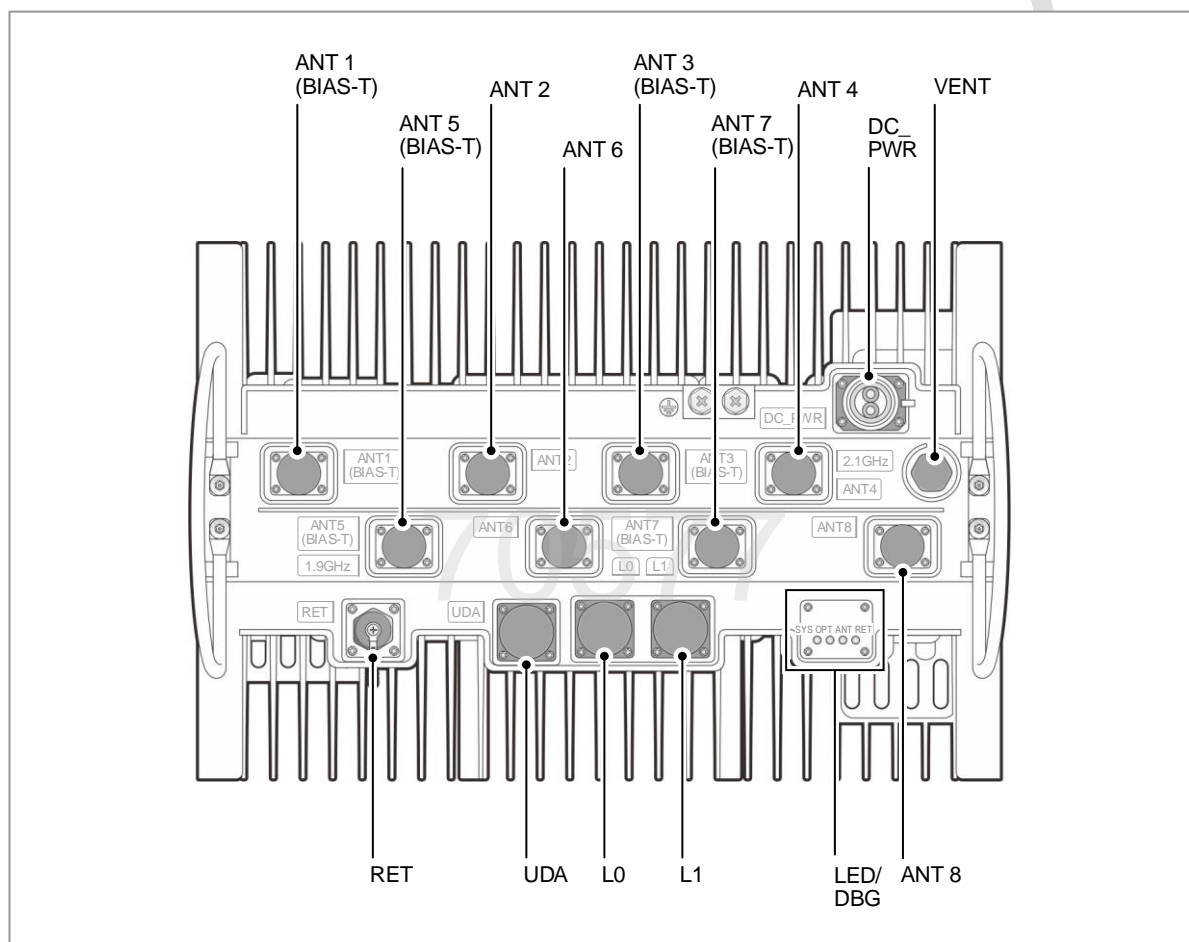 ANT 1
(BIAS-T)
ANT 2
ANT 3
(BIAS-T)
ANT 4
VENT
ANT 5
(BIAS-T)
ANT 6
ANT 7
(BIAS-T)
DC_
PWR
DC_PWR
ANT1
(BIAS-T)
ANT2
ANT3
(BIAS-T)
2.1GHz
ANT4
ANT5
(BIAS-T)
1.9GHz
ANT6
ANT7
(BIAS-T)
L0 L1
ANT8
70577
RET
UDA
SYS OPT ANT RET
RET
UDA
L0
L1
LED/
DBG
ANT 8